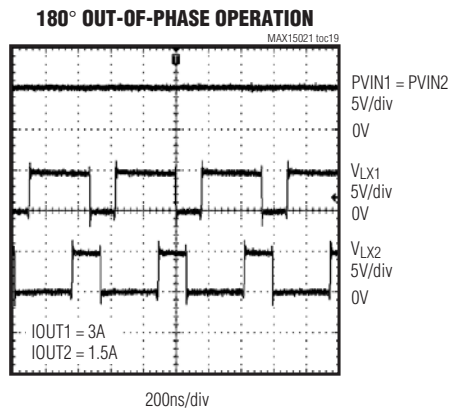 180° OUT-OF-PHASE OPERATION
MAX15021 toc19
T
PVIN1 = PVIN2
5V/div
0V
VLX1
5V/div
0V
VLX2
5V/div
0V
IOUT1 = 3A
IOUT2 = 1.5A
200ns/div